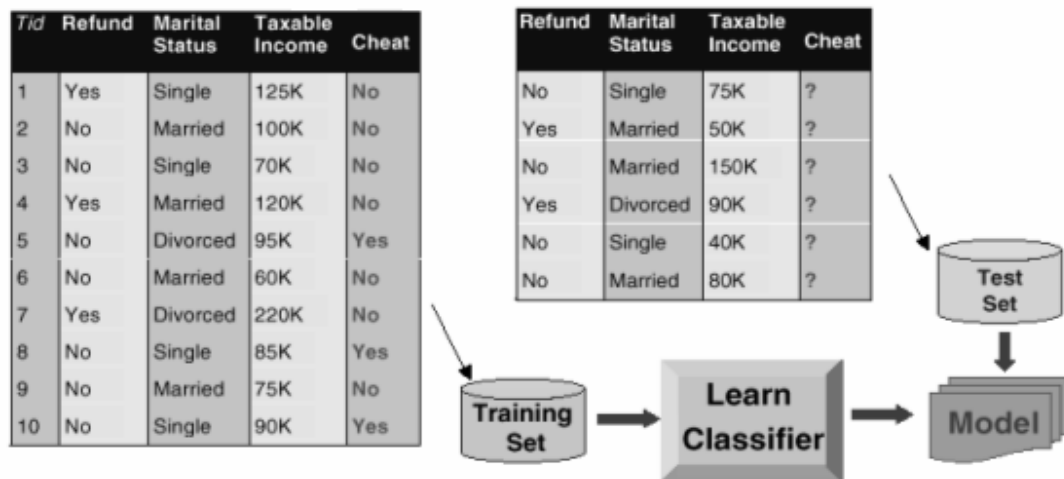 Tid Refund Marital Status Taxable Income Cheat
1 Yes Single 125K No
2 No Married 100K No
3 No Single 70K No
4 Yes Married 120K No
5 No Divorced 95K Yes
6 No Married 60K No
7 Yes Divorced 220K No
8 No Single 85K Yes
9 No Married 75K No
10 No Single 90K Yes
Refund Marital Status Taxable Income Cheat
No Single 75K ?
Yes Married 50K ?
No Married 150K ?
Yes Divorced 90K ?
No Single 40K ?
No Married 80K ?
Test
Set
Training
Set
Learn
Classifier
Model